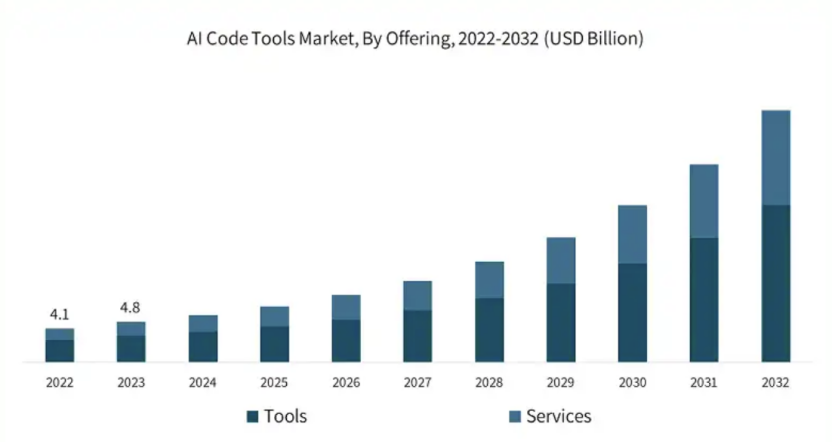 AI Code Tools Market, By Offering, 2022-2032 (USD Billion)
4.1 4.8
2022 2023 2024 2025 2026 2027 2028 2029 2030 2031 2032
Tools Services